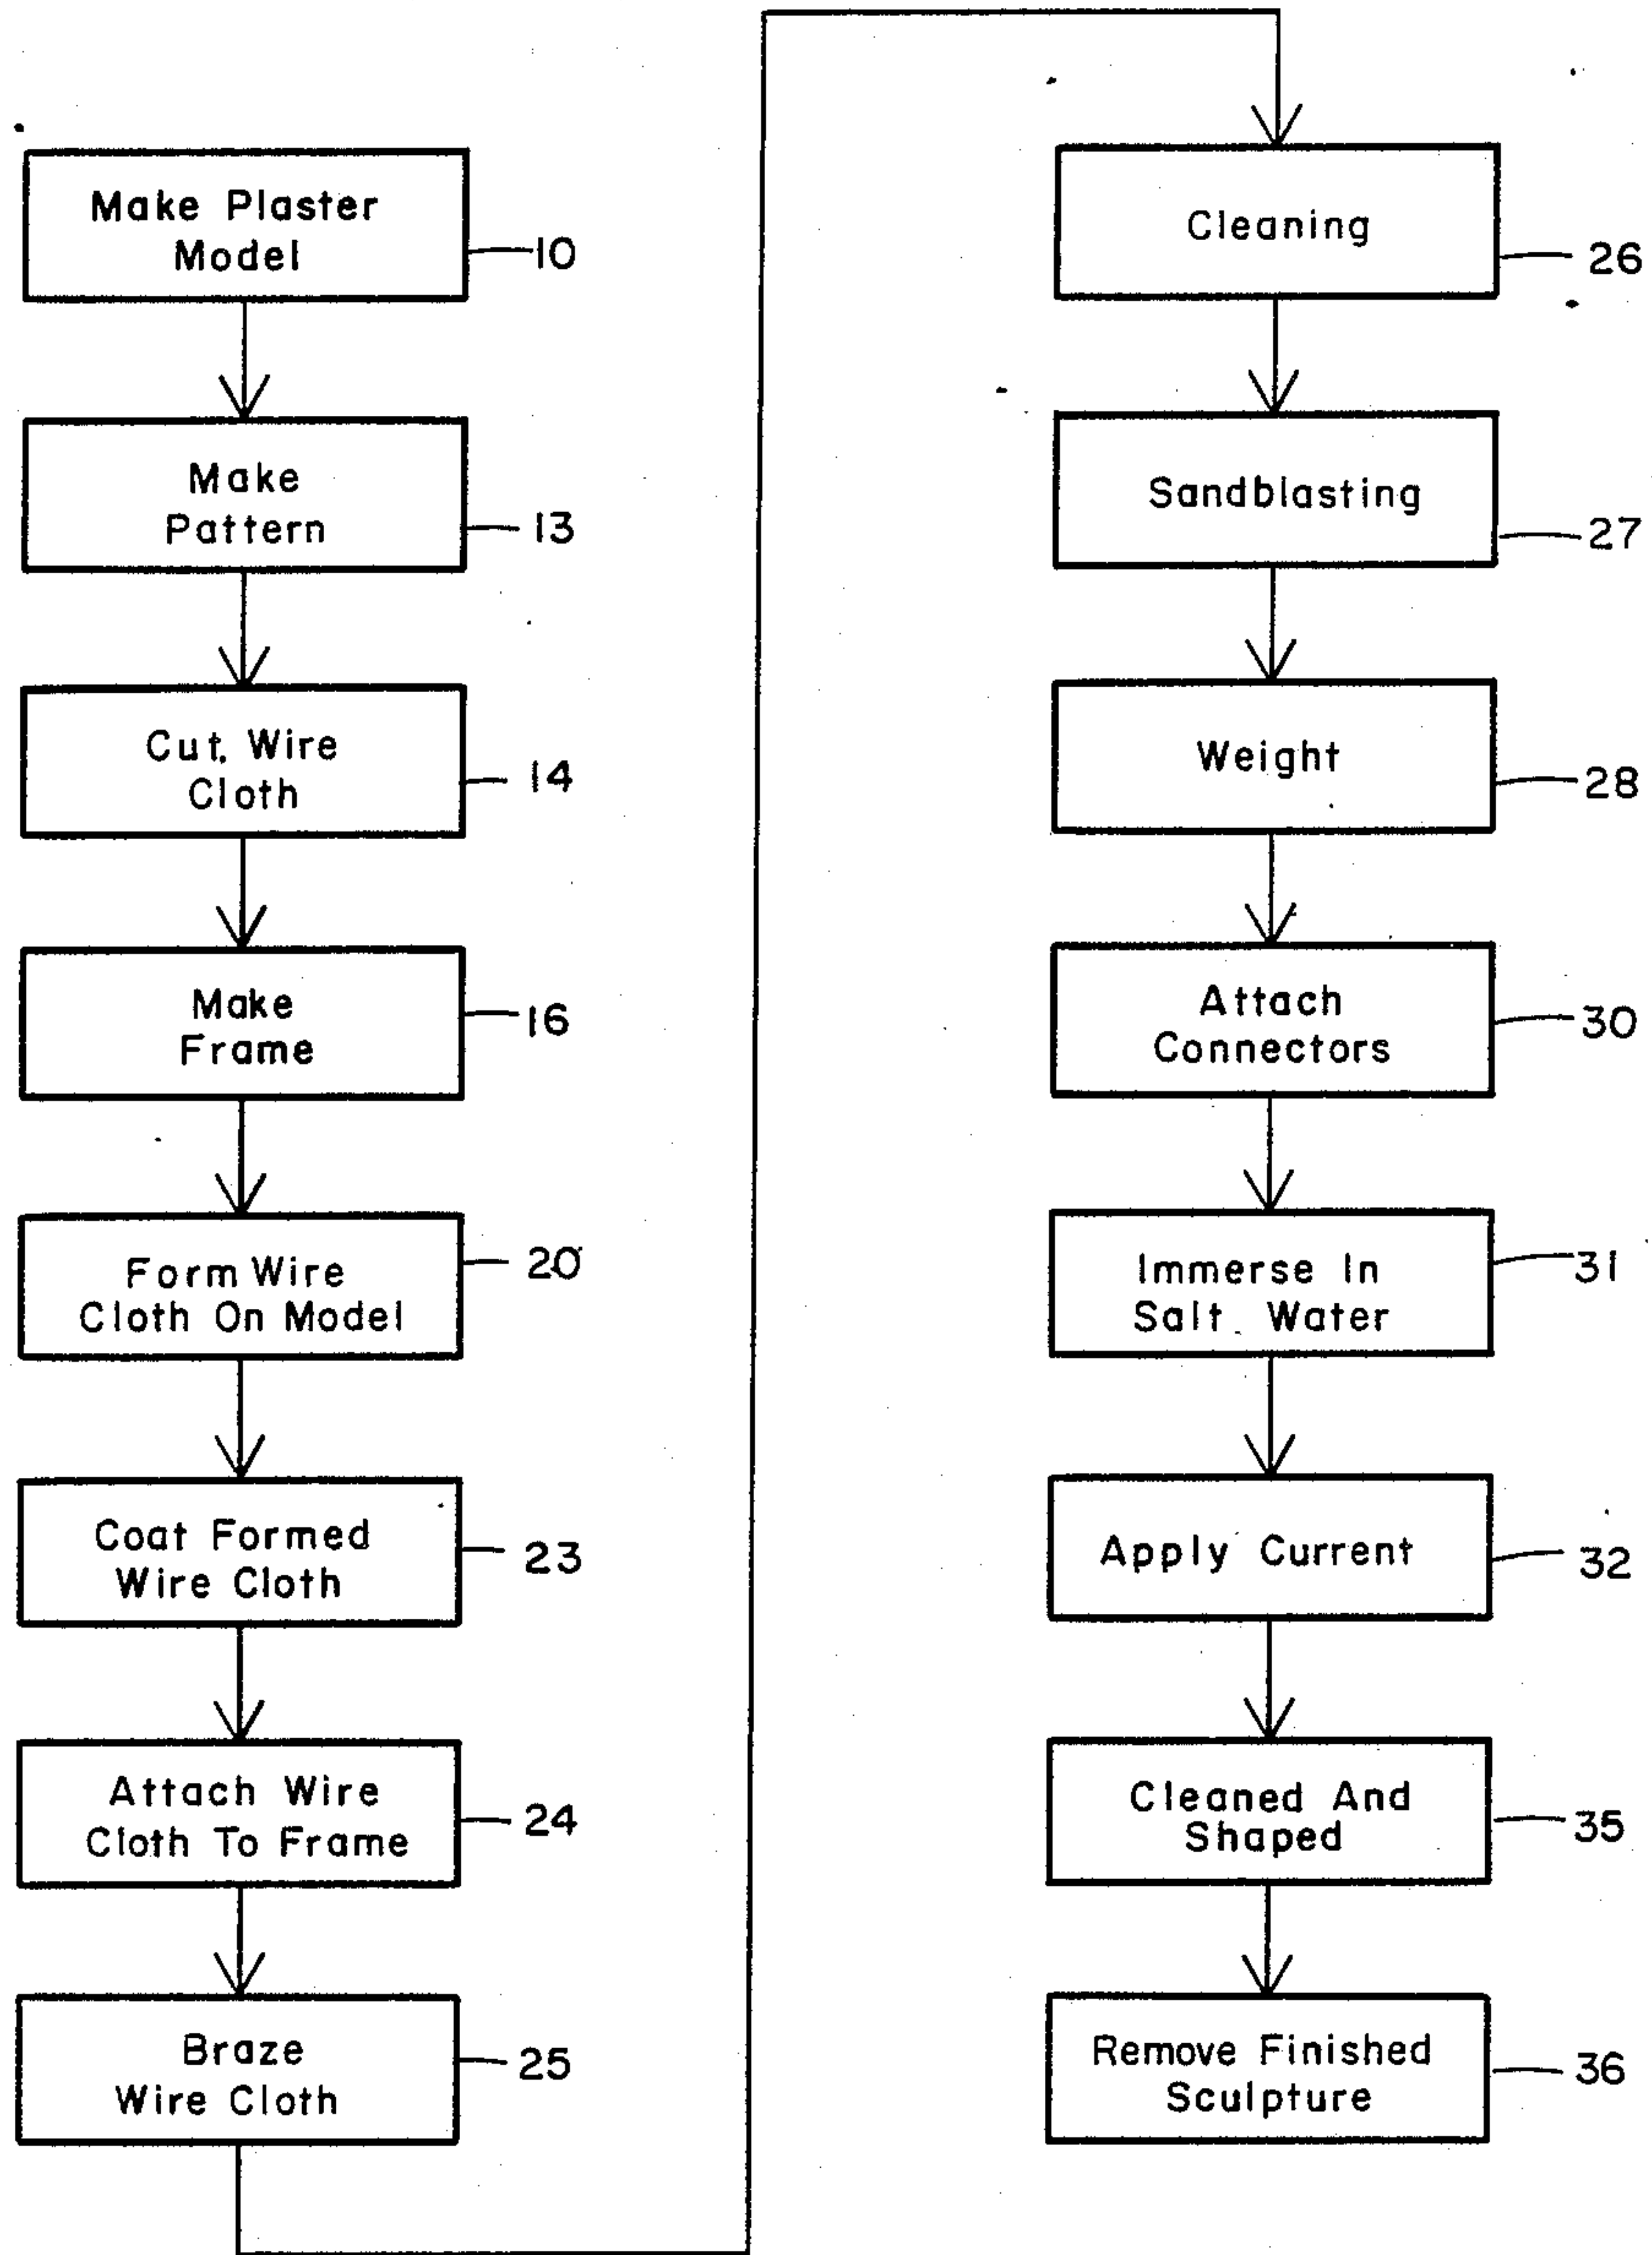 Make Plaster
Model
10
Make
Pattern
13
Cut. Wire
Cloth
14
Make
Frame
16
Form Wire
Cloth On Model
20
Coat Formed
Wire Cloth
23
Attach Wire
Cloth To Frame
24
Braze
Wire Cloth
25
Cleaning
26
Sandblasting
27
Weight
28
Attach
Connectors
30
Immerse In
Salt Water
31
Apply Current
32
Cleaned And
Shaped
35
Remove Finished
Sculpture
36